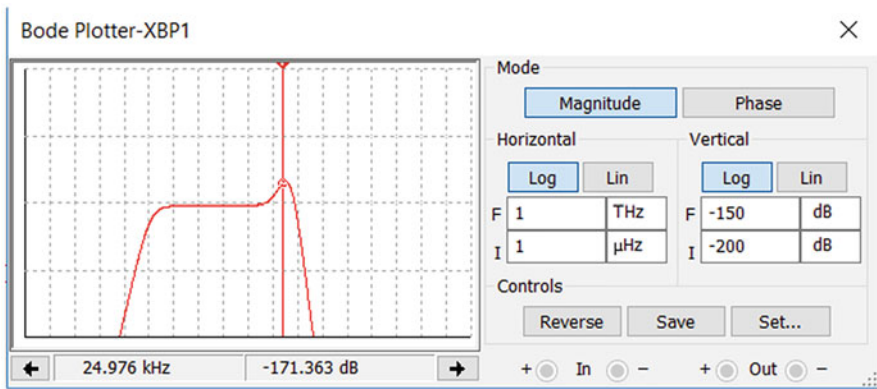 Bode Plotter-XBP1
Mode
Magnitude Phase
Horizontal Vertical
Log Lin Log Lin
F 1 THz F -150 dB
I 1 μHz I -200 dB
Controls
Reverse Save Set...
24.976 kHz -171.363 dB + In - + Out -